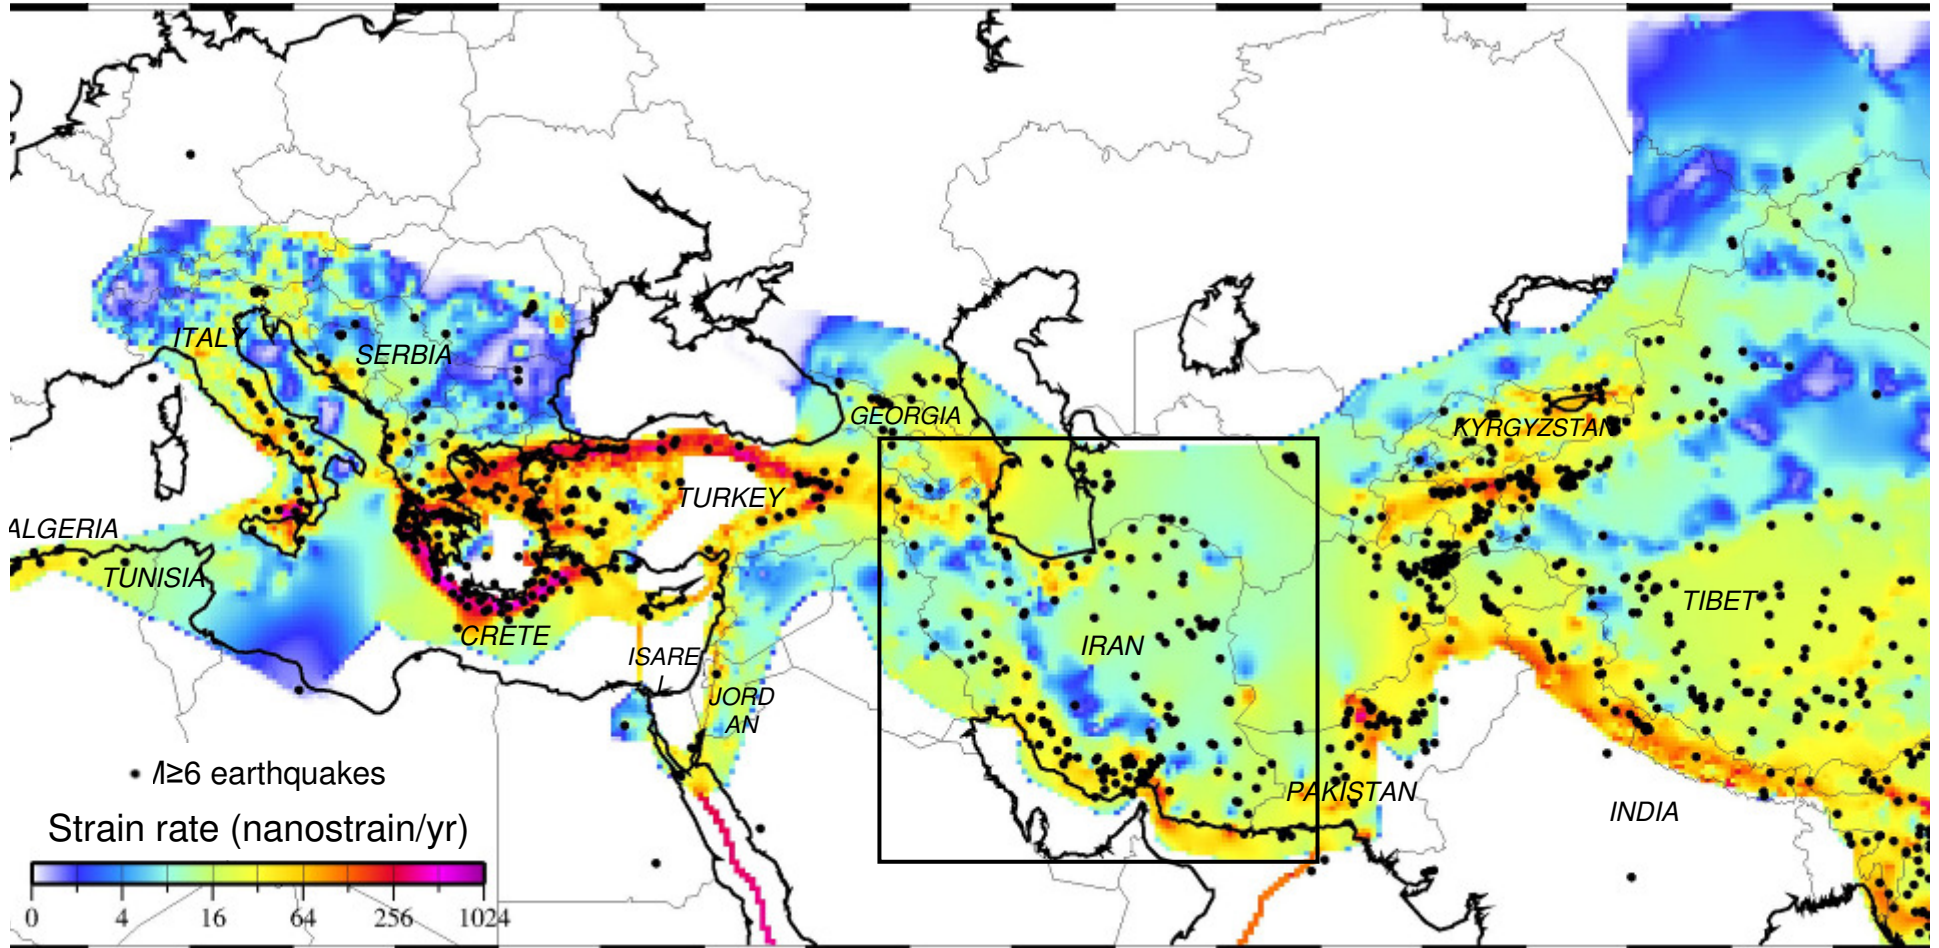 ITALY
SERBIA
GEORGIA
KYRGYZSTAN
TURKEY
ALGERIA
TUNISIA
TIBET
CRETE
IRAN
ISARE
L
JORD
AN
M≥6 earthquakes
PAKISTAN
INDIA
Strain rate (nanostrain/yr)
0 4 16 64 256 1024